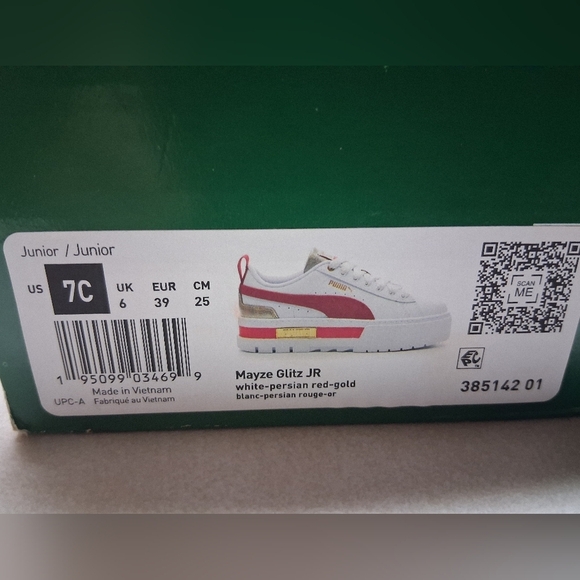 Junior / Junior
US 7C UK 6 EUR 39 CM 25
PUMA
SCAN ME
1 95099 03469 9
UPC-A
Made in Vietnam
Fabriqué au Vietnam
Mayze Glitz JR
white-persian red-gold
blanc-persian rouge-or
385142 01